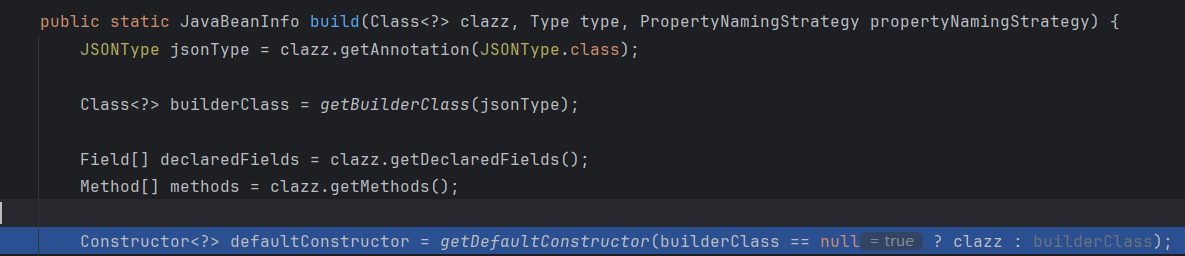 public static JavaBeanInfo build(Class<?> clazz, Type type, PropertyNamingStrategy propertyNamingStrategy) {
JSONType jsonType = clazz.getAnnotation(JSONType.class);
Class<?> builderClass = getBuilderClass(jsonType);
Field[] declaredFields = clazz.getDeclaredFields();
Method[] methods = clazz.getMethods();
Constructor<?> defaultConstructor = getDefaultConstructor(builderClass == null = true ? clazz : builderClass);